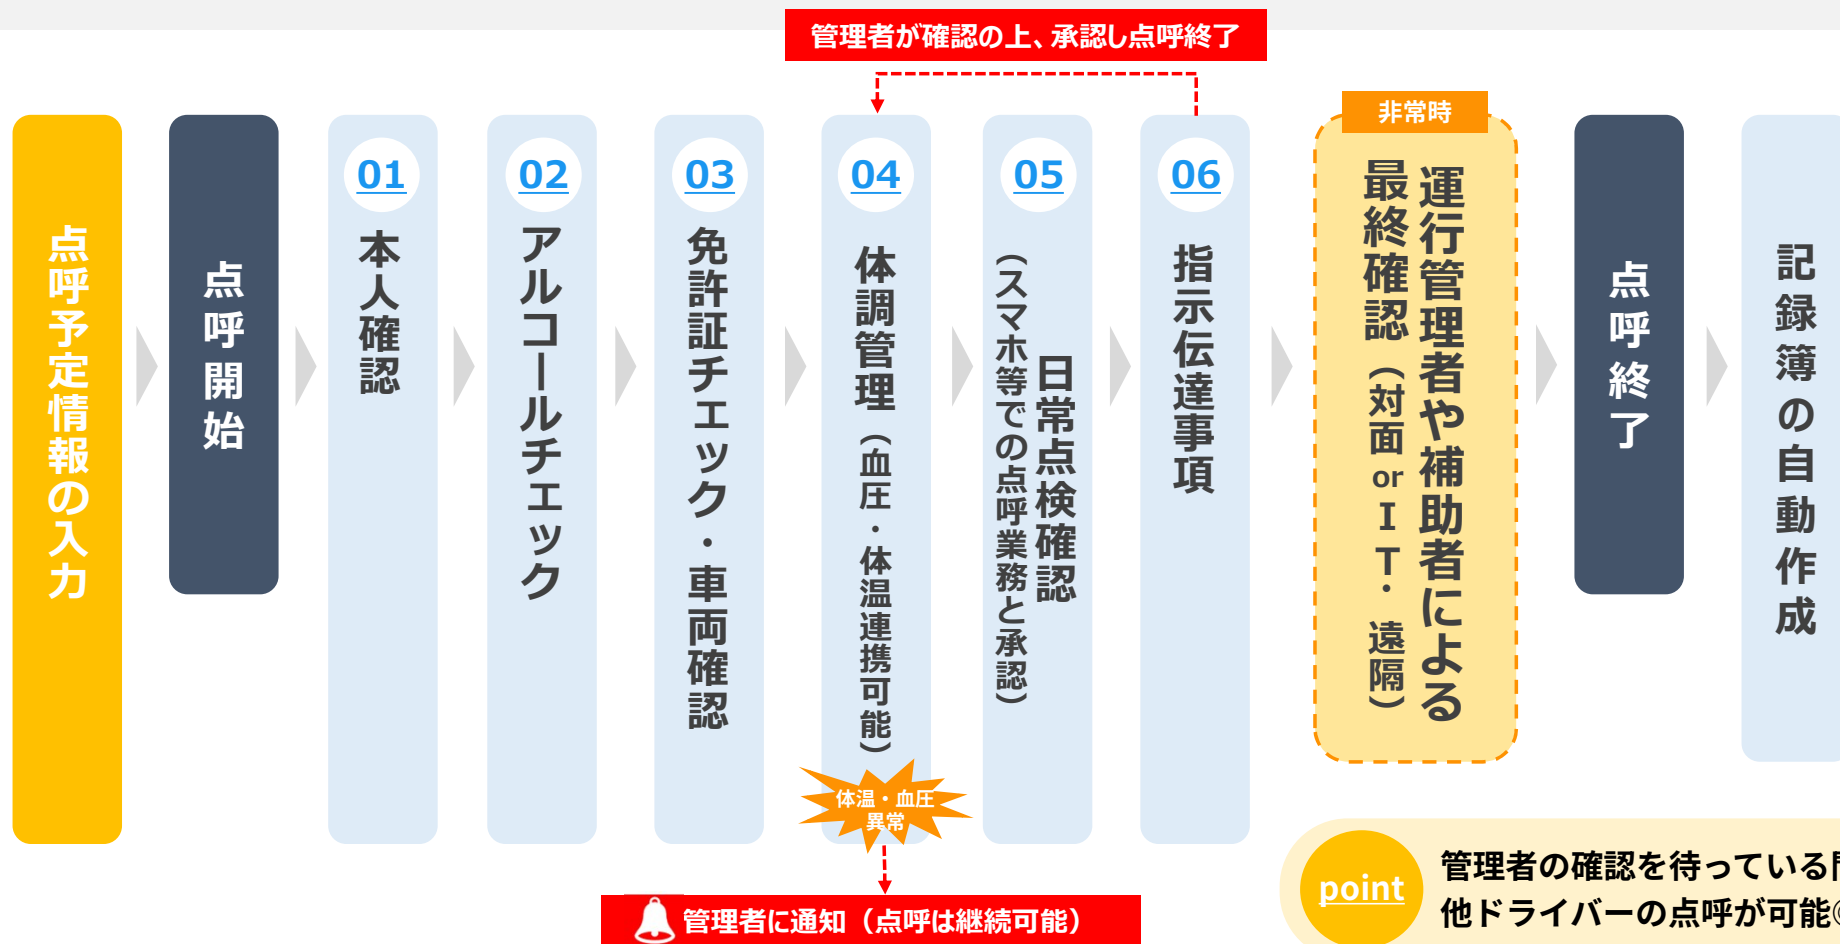 管理者が確認の上、承認し点呼終了
点呼予定情報の入力
点呼開始
01
本人確認
02
アルコールチェック
03
免許証チェック・車両確認
04
体調管理（血圧・体温連携可能）
体温・血圧
異常
05
日常点検確認
（スマホ等での点呼業務と承認）
06
指示伝達事項
非常時
運行管理者や補助者による
最終確認（対面orIT・遠隔）
点呼終了
記録簿の自動作成
管理者に通知（点呼は継続可能）
point
管理者の確認を待っている
他ドライバーの点呼が可能